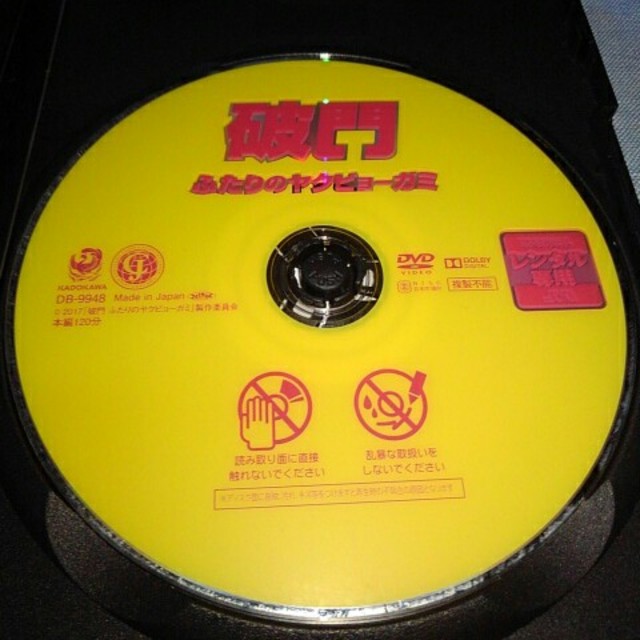 破門
ふたりのヤクビョーガミ
KADOKAWA
DB-9948 Made in Japan
© 2017「破門 ふたりのヤクビョーガミ」製作委員会
本編120分
DVD
VIDEO
DOLBY
DIGITAL
複製不能
レンタル
専用
読み取り面に直接
触れないでください
乱暴な取扱いを
しないでください